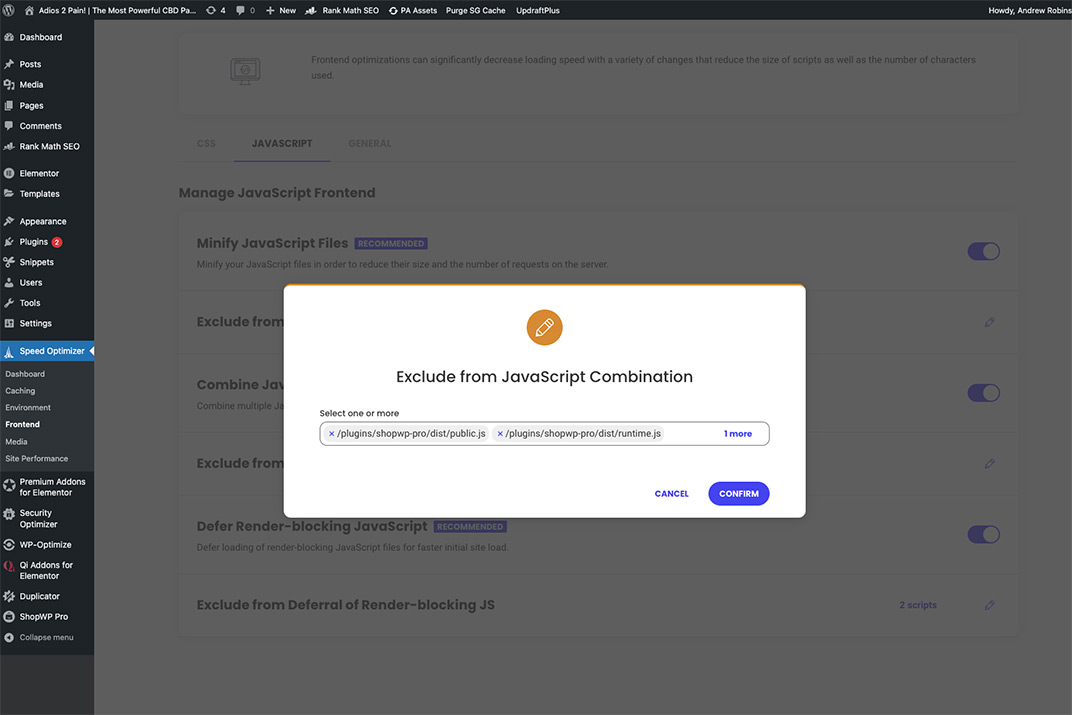 Adios 2 Pain! | The Most Powerful CBD Pa... 4 0 + New Rank Math SEO PA Assets Purge SG Cache UpdraftPlus Howdy, Andrew Robins
Dashboard
Posts
Media
Pages
Comments
Rank Math SEO
Elementor
Templates
Appearance
Plugins 2
Snippets
Users
Tools
Settings
Speed Optimizer
Dashboard
Caching
Environment
Frontend
Media
Site Performance
Premium Addons
for Elementor
Security
Optimizer
WP-Optimize
Qi Addons for
Elementor
Duplicator
ShopWP Pro
Collapse menu
Frontend optimizations can significantly decrease loading speed with a variety of changes that reduce the size of scripts as well as the number of characters
used.
CSS JAVASCRIPT GENERAL
Manage JavaScript Frontend
Minify JavaScript Files RECOMMENDED
Minify your JavaScript files in order to reduce their size and the number of requests on the server.
Exclude from
Combine Jav
Combine multiple Ja
Exclude from
Exclude from JavaScript Combination
Select one or more
× /plugins/shopwp-pro/dist/public.js × /plugins/shopwp-pro/dist/runtime.js 1 more
CANCEL CONFIRM
Defer Render-blocking JavaScript RECOMMENDED
Defer loading of render-blocking JavaScript files for faster initial site load.
Exclude from Deferral of Render-blocking JS 2 scripts